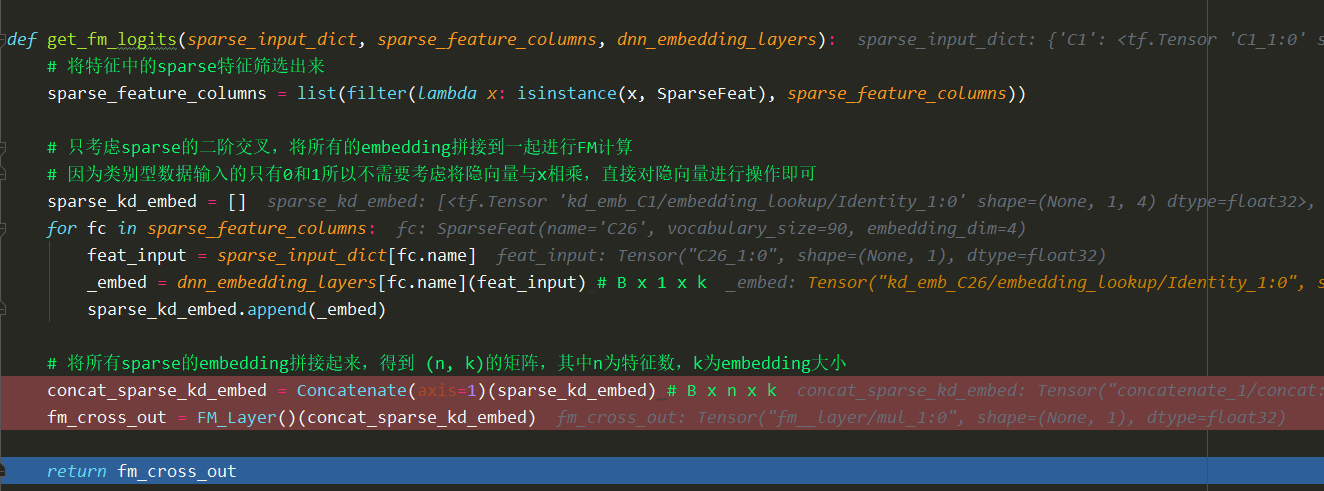 def get_fm_logits(sparse_input_dict, sparse_feature_columns, dnn_embedding_layers):  sparse_input_dict: {'C1': <tf.Tensor 'C1_1:0' s
# 将特征中的sparse特征筛选出来
sparse_feature_columns = list(filter(lambda x: isinstance(x, SparseFeat), sparse_feature_columns))
# 只考虑sparse的二阶交叉，将所有的embedding拼接到一起进行FM计算
# 因为类别型数据输入的只有0和1所以不需要考虑将隐向量与x相乘，直接对隐向量进行操作即可
sparse_kd_embed = []  sparse_kd_embed: [<tf.Tensor 'kd_emb_C1/embedding_lookup/Identity_1:0' shape=(None, 1, 4) dtype=float32>,
for fc in sparse_feature_columns:  fc: SparseFeat(name='C26', vocabulary_size=90, embedding_dim=4)
feat_input = sparse_input_dict[fc.name]  feat_input: Tensor("C26_1:0", shape=(None, 1), dtype=float32)
_embed = dnn_embedding_layers[fc.name](feat_input) # B x 1 x k  _embed: Tensor("kd_emb_C26/embedding_lookup/Identity_1:0", s
sparse_kd_embed.append(_embed)
# 将所有sparse的embedding拼接起来，得到 (n, k)的矩阵，其中n为特征数，k为embedding大小
concat_sparse_kd_embed = Concatenate(axis=1)(sparse_kd_embed) # B x n x k  concat_sparse_kd_embed: Tensor("concatenate_1/concat:
fm_cross_out = FM_Layer()(concat_sparse_kd_embed)  fm_cross_out: Tensor("fm__layer/mul_1:0", shape=(None, 1), dtype=float32)
return fm_cross_out